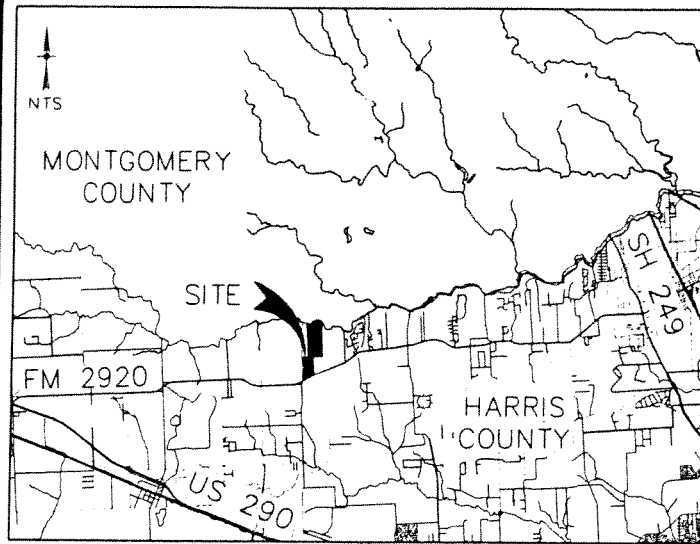 NTS
MONTGOMERY
COUNTY
SITE
SH 249
FM 2920
HARRIS
COUNTY
US 290